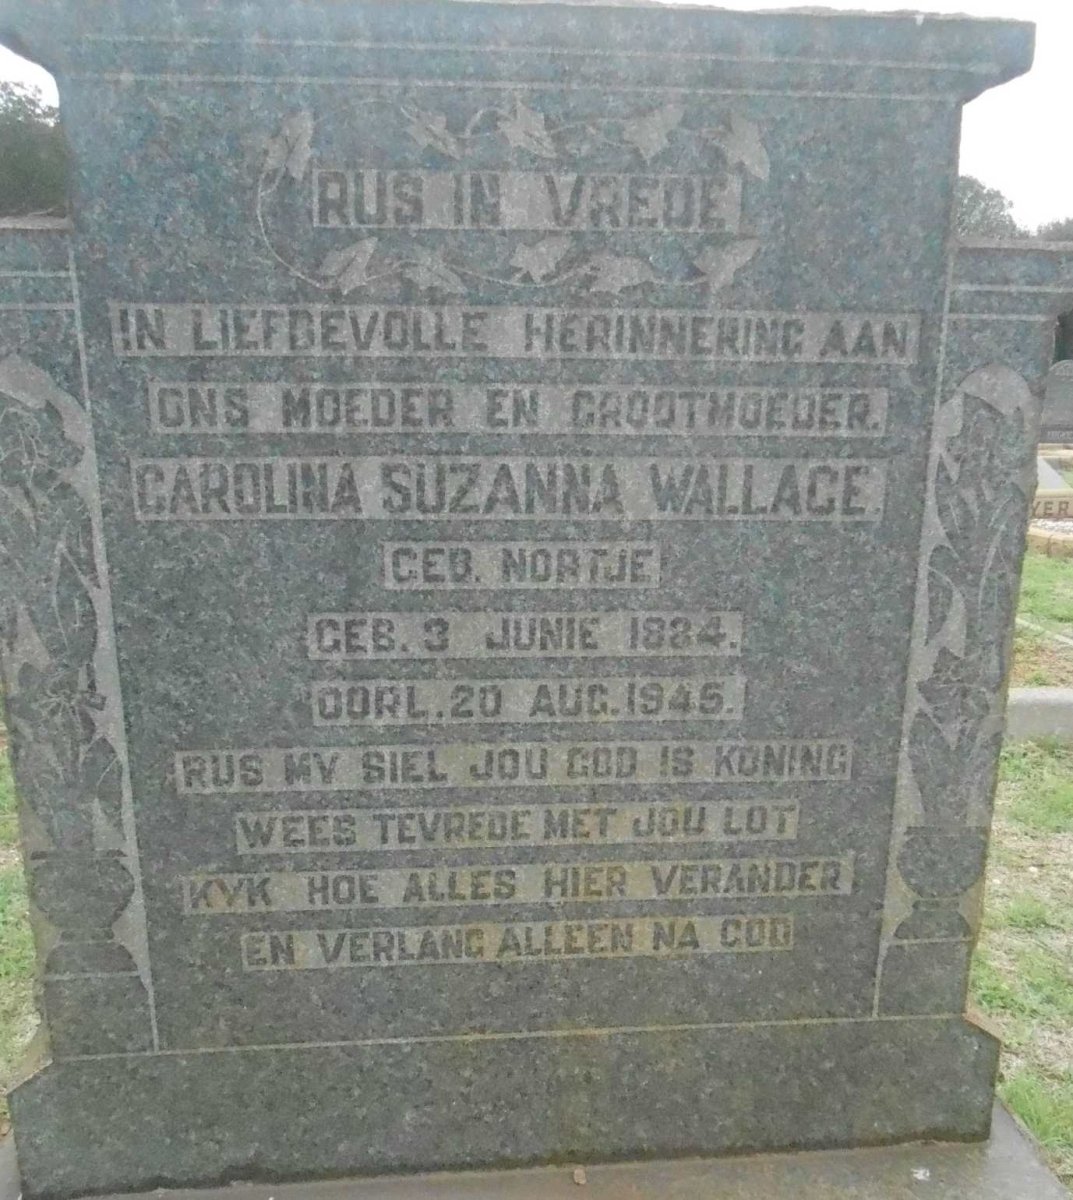 RUS IN VREDE
IN LIEFDEVOLLE HERINNERING AAN
ONS MOEDER EN GROOTMOEDER.
CAROLINA SUZANNA WALLACE.
GEB. NORTJE
GEB. 3 JUNIE 1884.
OORL. 20 AUG. 1945.
RUS MY SIEL JOU GOD IS KONING
WEES TEVREDE MET JOU LOT
KYK HOE ALLES HIER VERANDER.
EN VERLANG ALLEEN NA GOD